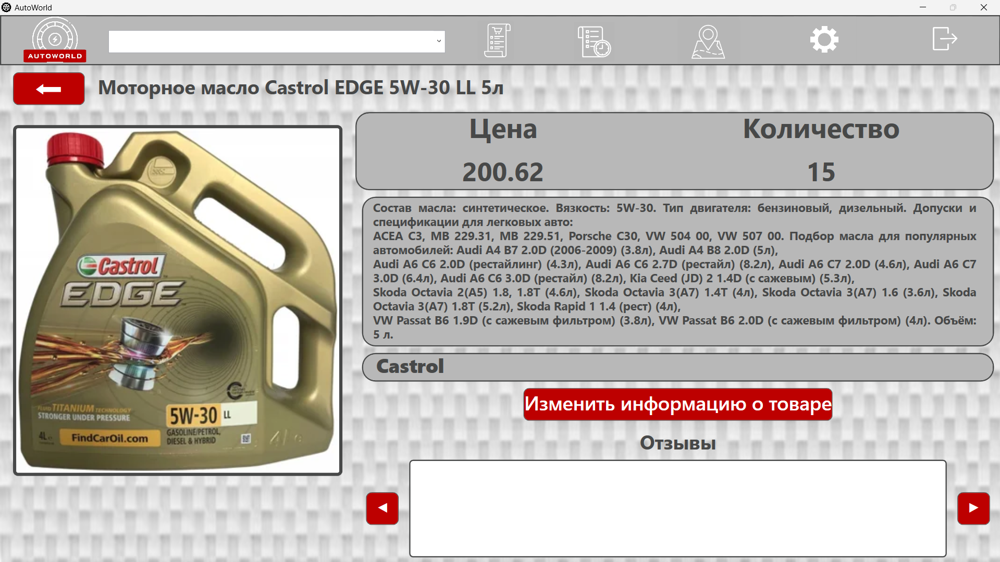 AutoWorld
AUTOWORLD
Моторное масло Castrol EDGE 5W-30 LL 5л
Цена
Количество
200.62
15
Состав масла: синтетическое. Вязкость: 5W-30. Тип двигателя: бензиновый, дизельный. Допуски и
спецификации для легковых авто:
ACEA C3, MB 229.31, MB 229.51, Porsche C30, VW 504 00, VW 507 00. Подбор масла для популярных
автомобилей: Audi A4 B7 2.0D (2006-2009) (3.8л), Audi A4 B8 2.0D (5л),
Audi A6 C6 2.0D (рестайлинг) (4.3л), Audi A6 C6 2.7D (рестайл) (8.2л), Audi A6 C7 2.0D (4.6л), Audi A6 C7
3.0D (6.4л), Audi A6 C6 3.0D (рестайл) (8.2л), Kia Ceed (JD) 2 1.4D (с сажевым) (5.3л),
Skoda Octavia 2(A5) 1.8, 1.8T (4.6л), Skoda Octavia 3(A7) 1.4T (4л), Skoda Octavia 3(A7) 1.6 (3.6л), Skoda
Octavia 3(A7) 1.8T (5.2л), Skoda Rapid 1 1.4 (рест) (4л),
VW Passat B6 1.9D (с сажевым фильтром) (3.8л), VW Passat B6 2.0D (с сажевым фильтром) (4л). Объём:
5 л.
Castrol
Изменить информацию о товаре
Отзывы
Castrol
EDGE
FLUID TITANIUM TECHNOLOGY
STRONGER UNDER PRESSURE
5W-30 LL
GASOLINE/PETROL,
DIESEL & HYBRID
4L
FindCarOil.com